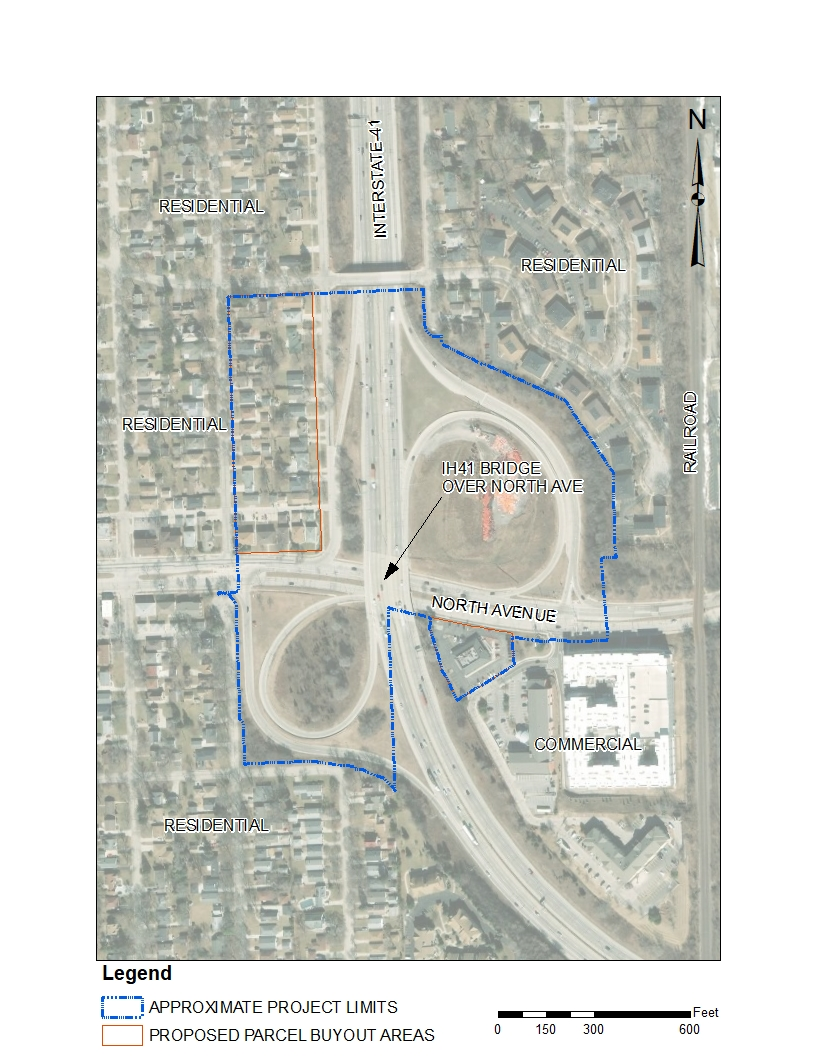 N
INTERSTATE-41
RESIDENTIAL
RESIDENTIAL
RAILROAD
RESIDENTIAL
IH41 BRIDGE
OVER NORTH AVE
NORTH AVENUE
COMMERCIAL
RESIDENTIAL
Legend
APPROXIMATE PROJECT LIMITS
PROPOSED PARCEL BUYOUT AREAS
Feet
0 150 300 600